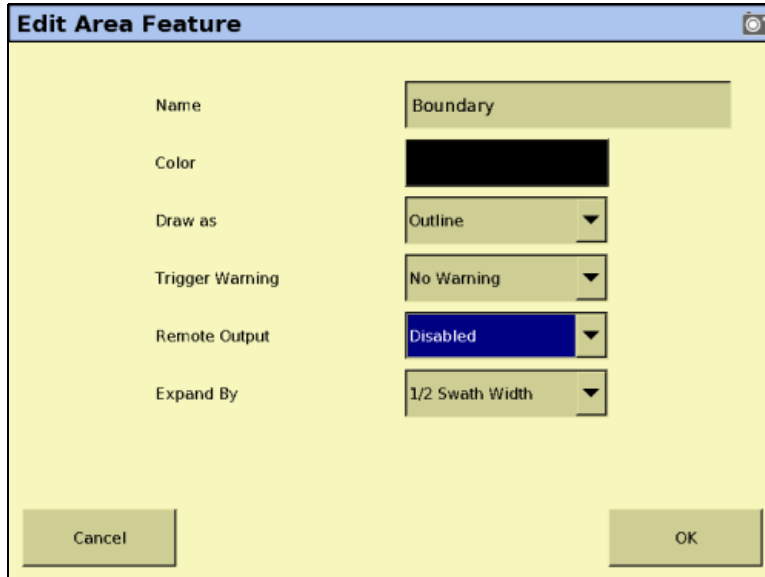 Edit Area Feature
Name Boundary
Color
Draw as Outline
Trigger Warning No Warning
Remote Output Disabled
Expand By 1/2 Swath Width
Cancel OK